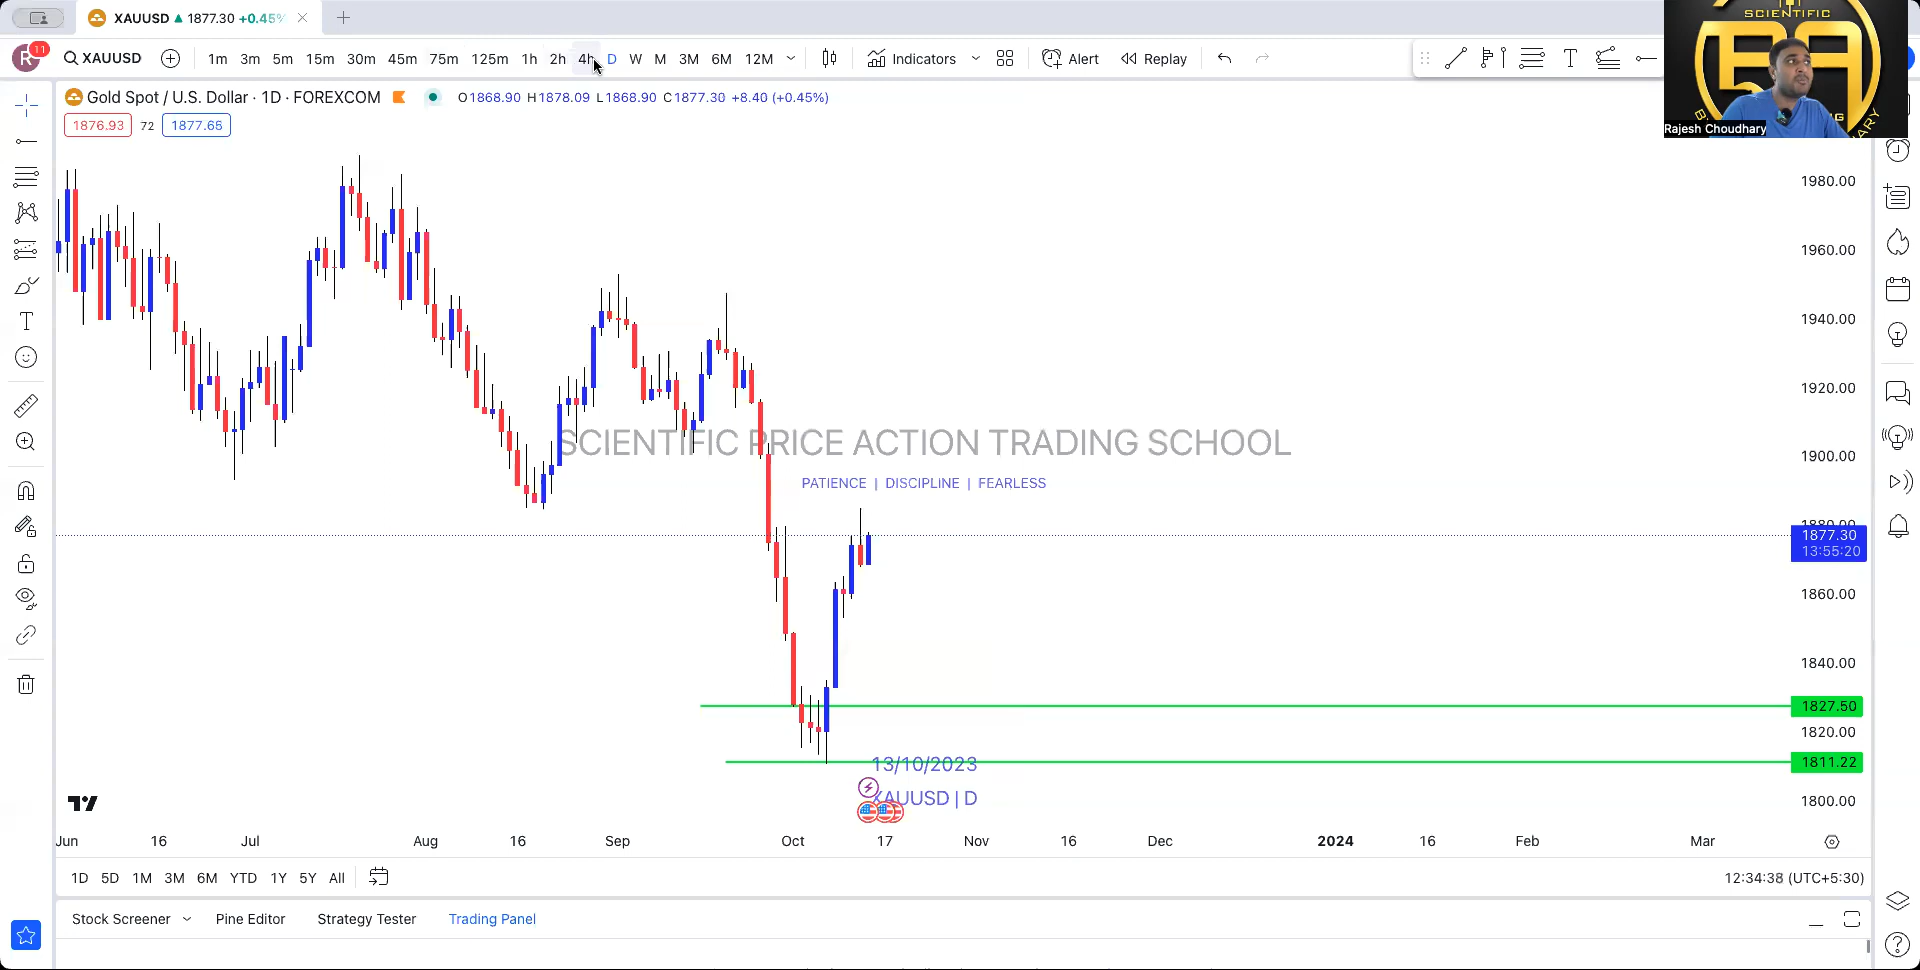 XAUUSD ▲ 1877.30 +0.45%
SCIENTIFIC
R 11 XAUUSD 1m 3m 5m 15m 30m 45m 75m 125m 1h 2h 4h D W M 3M 6M 12M Indicators Alert Replay
Gold Spot / U.S. Dollar · 1D · FOREXCOM O1868.90 H1878.09 L1868.90 C1877.30 +8.40 (+0.45%)
1876.93 72 1877.65
Rajesh Choudhary
1980.00
1960.00
1940.00
1920.00
SCIENTIFIC PRICE ACTION TRADING SCHOOL
1900.00
PATIENCE | DISCIPLINE | FEARLESS
1880.00
1877.30
13:55:20
1860.00
1840.00
1827.50
1820.00
13/10/2023
1811.22
XAUUSD | D
1800.00
Jun 16 Jul Aug 16 Sep Oct 17 Nov 16 Dec 2024 16 Feb Mar
1D 5D 1M 3M 6M YTD 1Y 5Y All
12:34:38 (UTC+5:30)
Stock Screener Pine Editor Strategy Tester Trading Panel